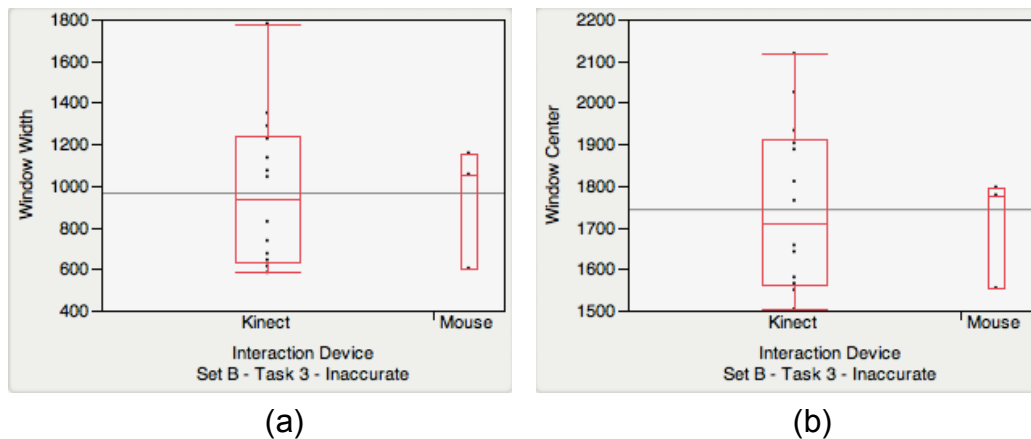 1800
1600
1400
1200
1000
800
600
400
Window Width
Kinect
Mouse
Interaction Device
Set B - Task 3 - Inaccurate
(a)
2200
2100
2000
1900
1800
1700
1600
1500
Window Center
Kinect
Mouse
Interaction Device
Set B - Task 3 - Inaccurate
(b)